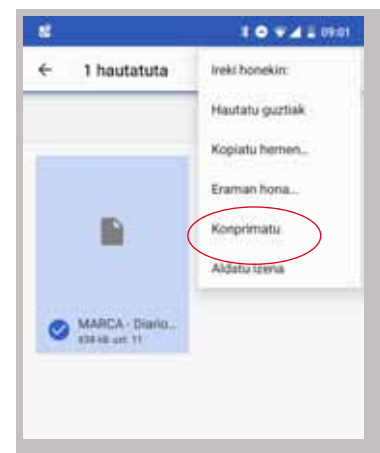 09:01
1 hautatuta
Ireki honekin:
Hautatu guztiak
Kopiatu hemen...
Eraman hona...
Konprimatu
Aldatu izena
MARCA - Diario...